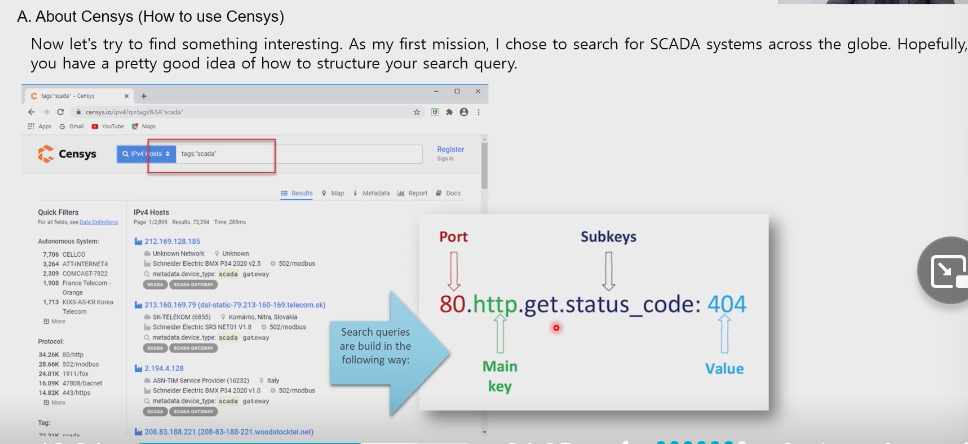 A. About Censys (How to use Censys)
Now let's try to find something interesting. As my first mission, I chose to search for SCADA systems across the globe. Hopefully,
you have a pretty good idea of how to structure your search query.
tags:"scada" - Censys
censys.io/ipv4?q=tags%3A"scada"
Apps Gmail YouTube Maps
Censys
IPv4 Hosts
tags:"scada"
Register
Sign In
Results Map Metadata Report Docs
Quick Filters
For all fields, see Data Definitions
Autonomous System:
7,706 CELLCO
3,264 ATT-INTERNET4
2,309 COMCAST-7922
1,908 France Telecom -
Orange
1,713 KIXS-AS-KR Korea
Telecom
More
Protocol:
34.26K 80/http
28.66K 502/modbus
24.01K 1911/fox
16.09K 47808/bacnet
14.82K 443/https
More
Tag:
IPv4 Hosts
Page: 1/2,895 Results: 72,354 Time: 285ms
212.169.128.185
Unknown Network Unknown
Schneider Electric BMX P34 2020 v2.5 502/modbus
metadata.device_type: scada gateway
SCADA SCADA GATEWAY
213.160.169.79 (dsl-static-79.213-160-169.telecom.sk)
SK-TELEKOM (6855) Komárno, Nitra, Slovakia
Schneider Electric SR3 NET01 V1.8 502/modbus
metadata.device_type: scada gateway
SCADA SCADA GATEWAY
2.194.4.128
ASN-TIM Service Provider (16232) Italy
Schneider Electric BMX P34 2020 v1.0 502/modbus
metadata.device_type: scada gateway
SCADA SCADA GATEWAY
208.83.188.221 (208-83-188-221.woodstocktel.net)
Search queries
are build in the
following way:
Port
Subkeys
80.http.get.status_code: 404
Main
key
Value